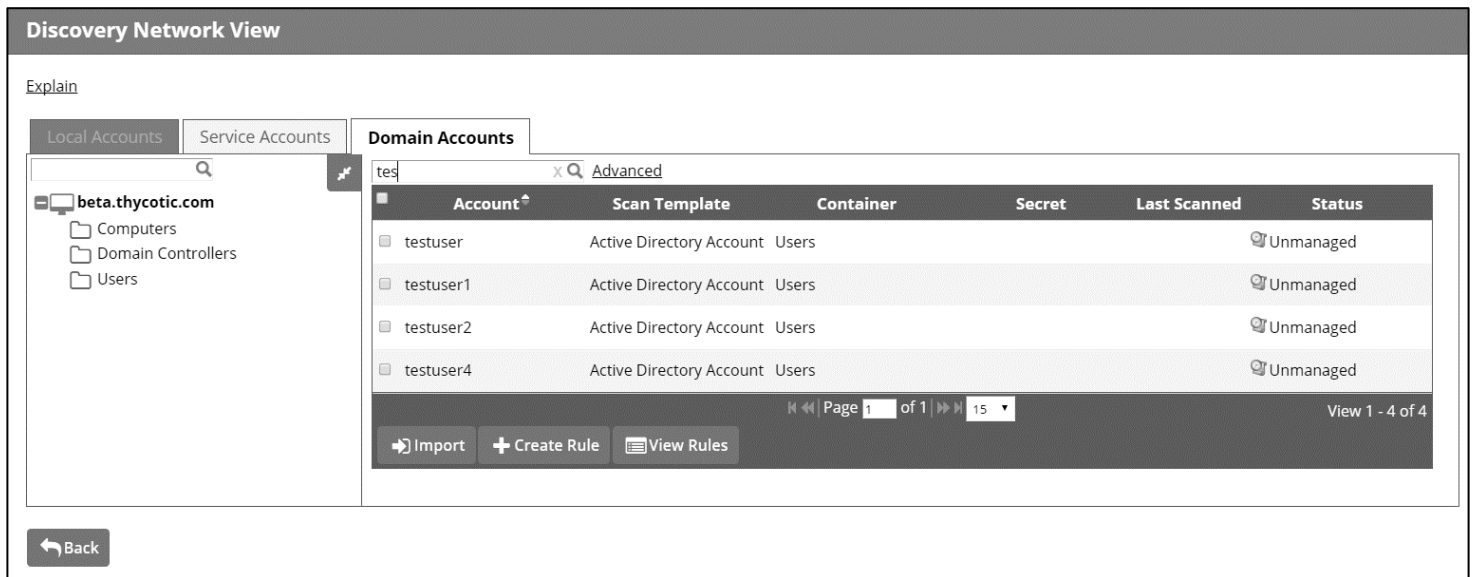 Discovery Network View
Explain
Local Accounts Service Accounts Domain Accounts
tes X Advanced
beta.thycotic.com
Computers
Domain Controllers
Users
Account Scan Template Container Secret Last Scanned Status
testuser Active Directory Account Users Unmanaged
testuser1 Active Directory Account Users Unmanaged
testuser2 Active Directory Account Users Unmanaged
testuser4 Active Directory Account Users Unmanaged
Page 1 of 1 15 View 1 - 4 of 4
Import Create Rule View Rules
Back